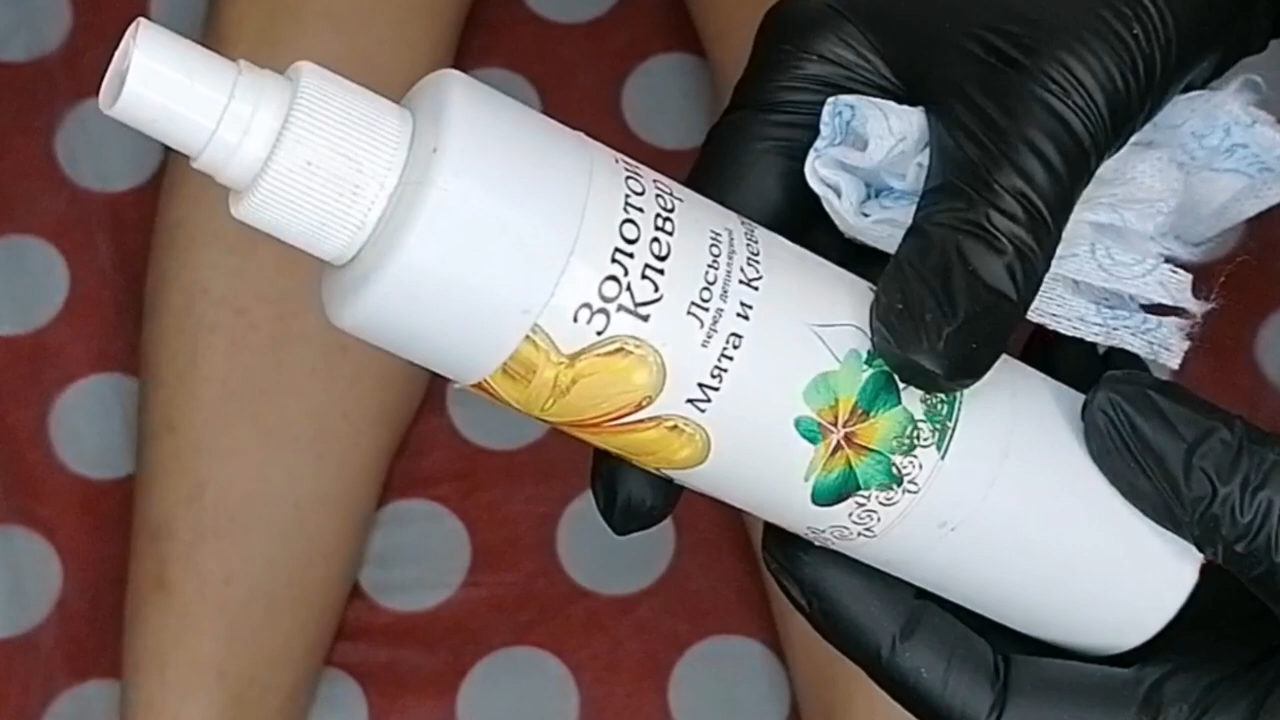 Золотой
Клевер
Лосьон
перед депиляцией
Мята и Клевер